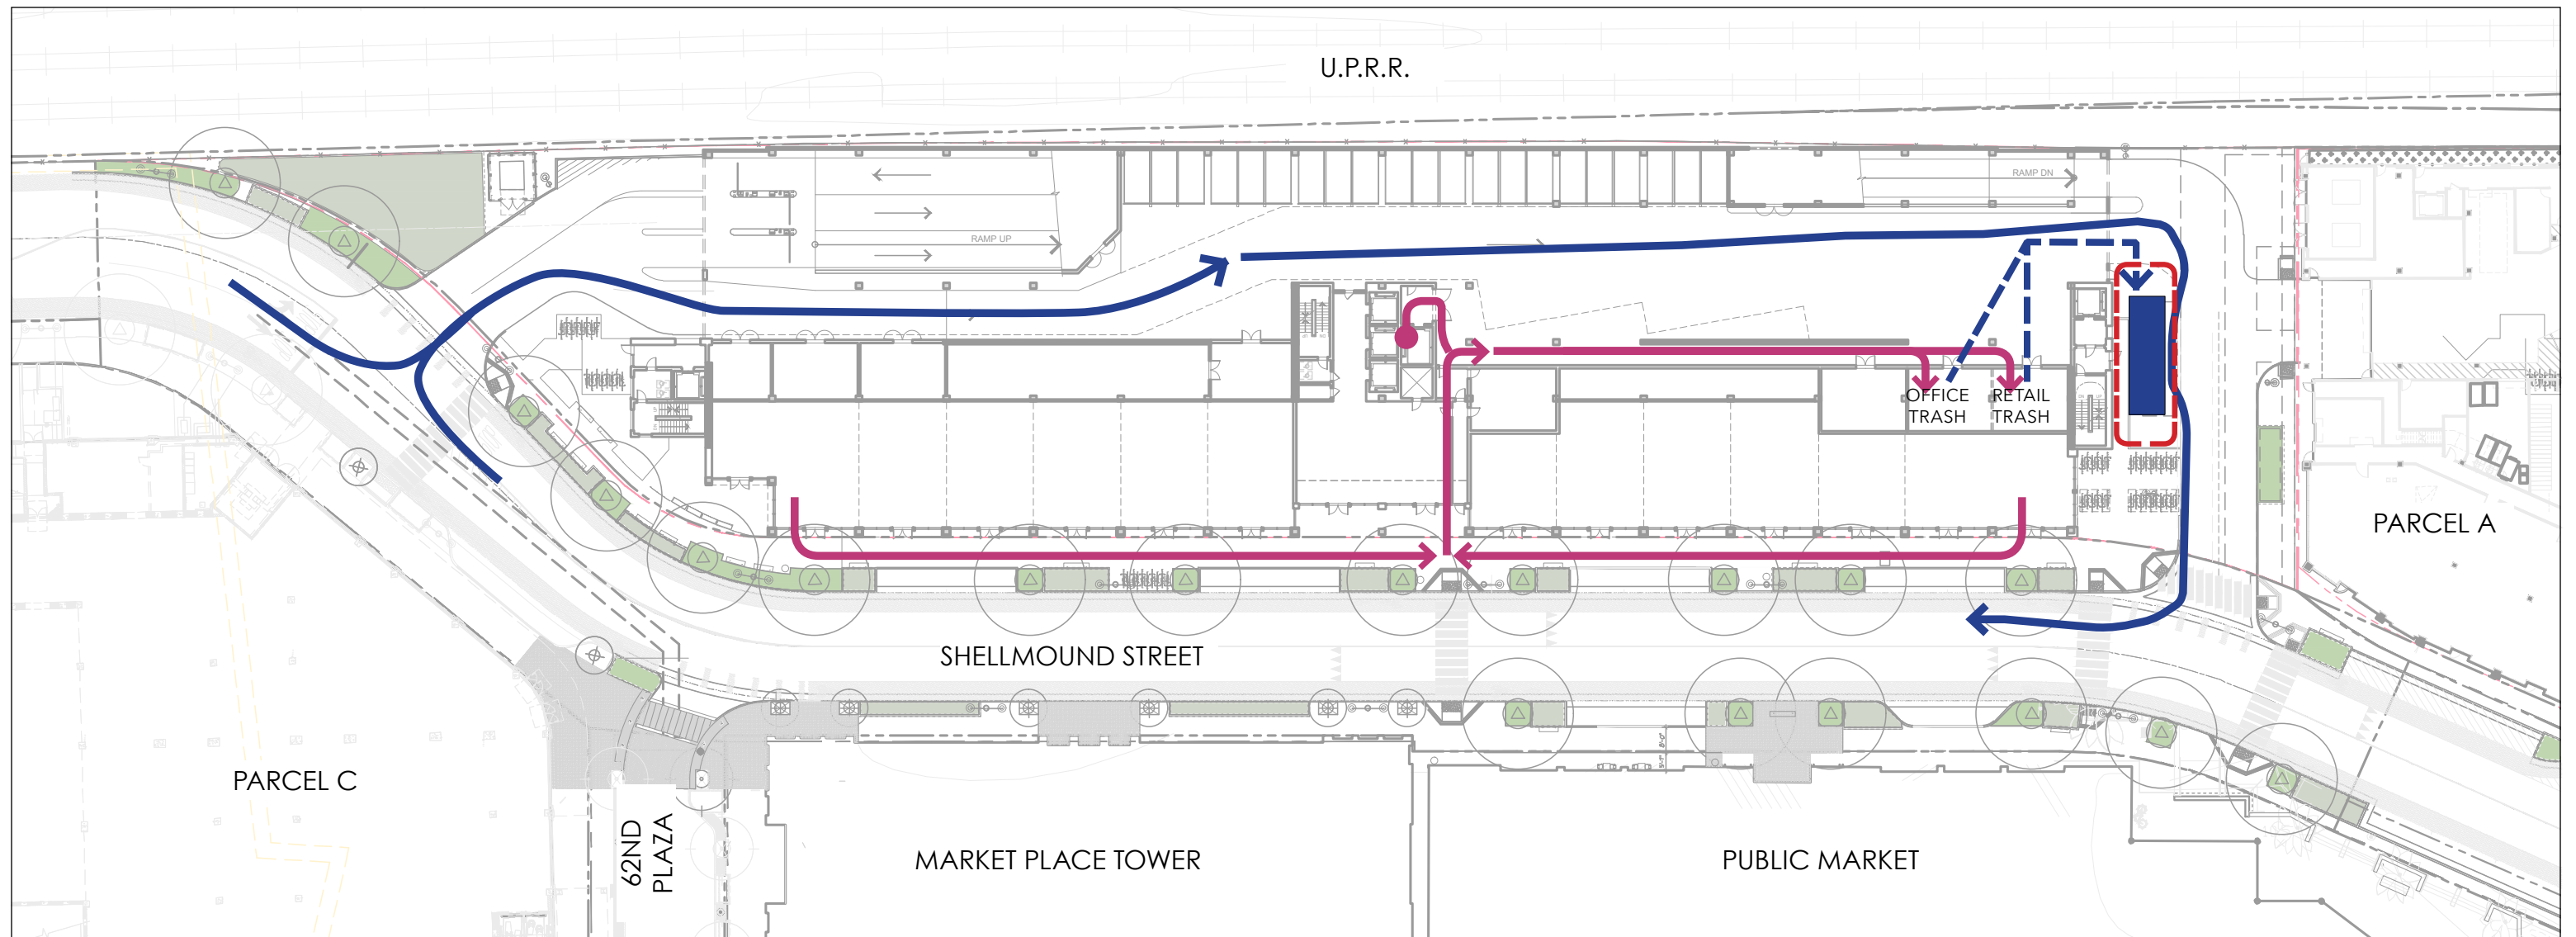 U.P.R.R.
RAMP DN
RAMP UP
OFFICE
TRASH
RETAIL
TRASH
PARCEL A
SHELLMOUND STREET
PARCEL C
62ND
PLAZA
MARKET PLACE TOWER
PUBLIC MARKET